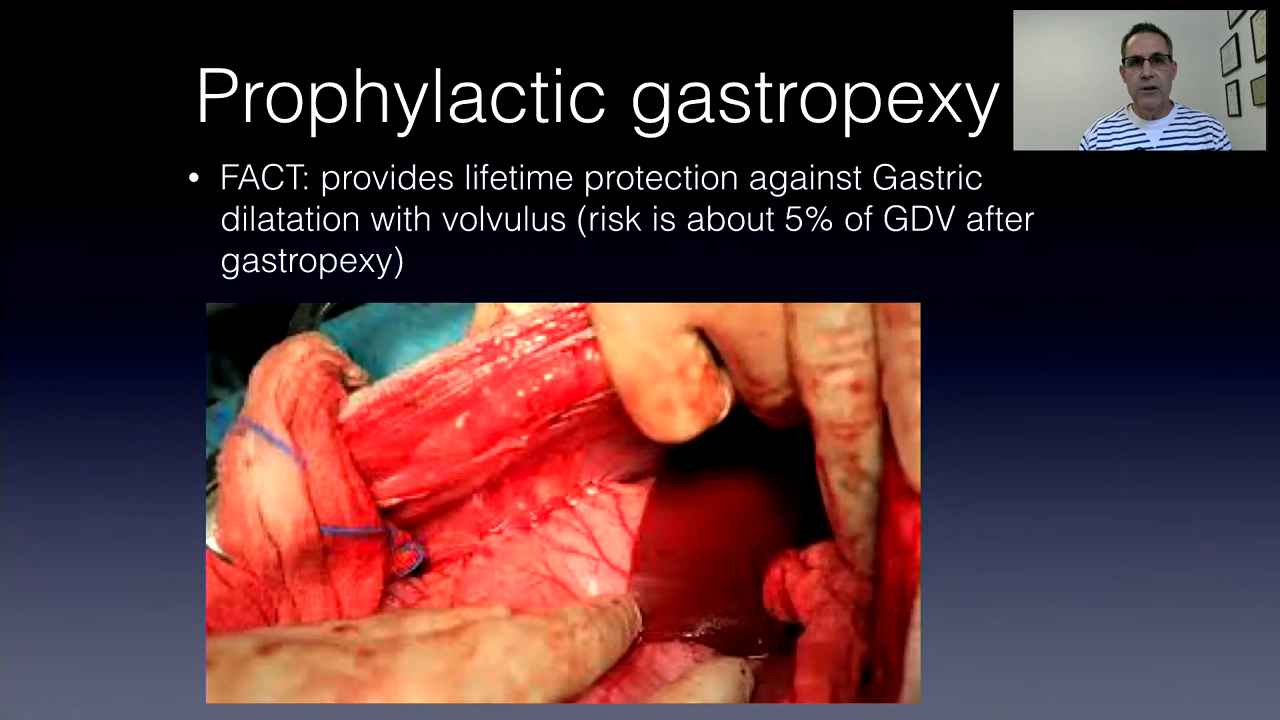 Prophylactic gastropexy
• FACT: provides lifetime protection against Gastric
dilatation with volvulus (risk is about 5% of GDV after
gastropexy)